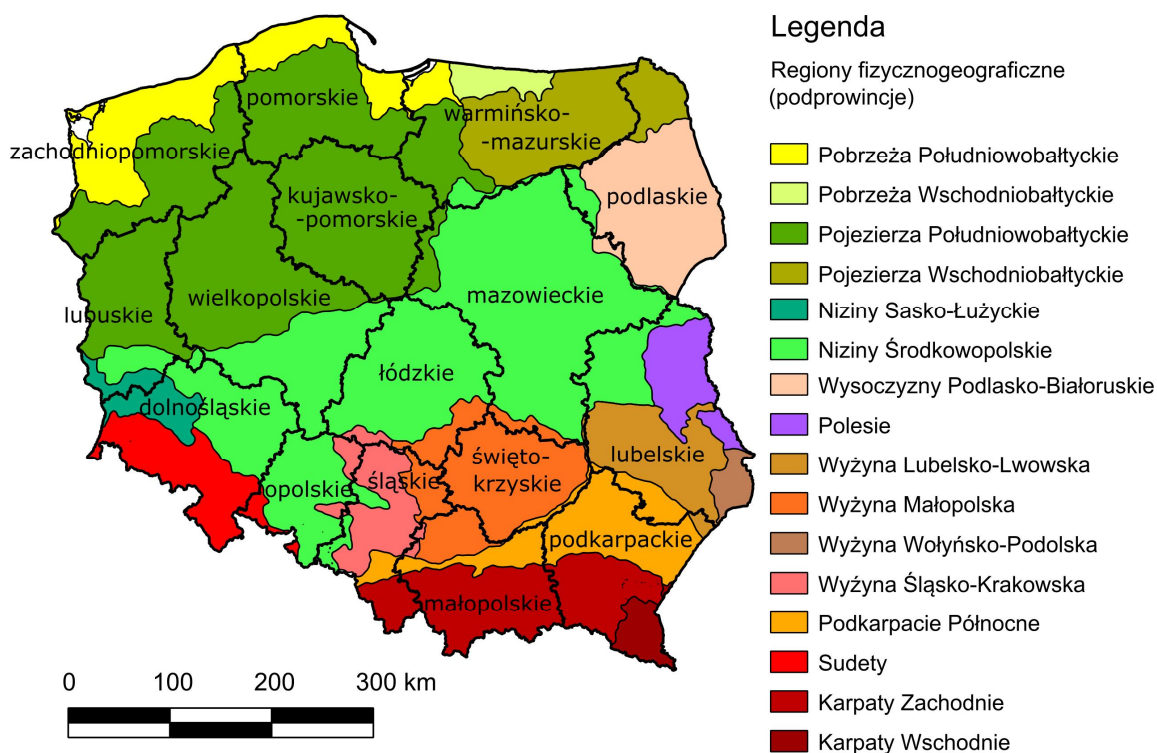 Legenda
Regiony fizycznogeograficzne
(podprowincje)
Pobrzeża Południowobałtyckie
Pobrzeża Wschodniobałtyckie
Pojezierza Południowobałtyckie
Pojezierza Wschodniobałtyckie
Niziny Sasko-Łużyckie
Niziny Środkowopolskie
Wysoczyzny Podlasko-Białoruskie
Polesie
Wyżyna Lubelsko-Lwowska
Wyżyna Małopolska
Wyżyna Wołyńsko-Podolska
Wyżyna Śląsko-Krakowska
Podkarpacie Północne
Sudety
Karpaty Zachodnie
Karpaty Wschodnie
pomorskie
warmińsko-
-mazurskie
zachodniopomorskie
kujawsko-
-pomorskie
podlaskie
wielkopolskie
mazowieckie
lubuskie
łódzkie
dolnośląskie
lubelskie
święto-
krzyskie
śląskie
opolskie
podkarpackie
małopolskie
0 100 200 300 km